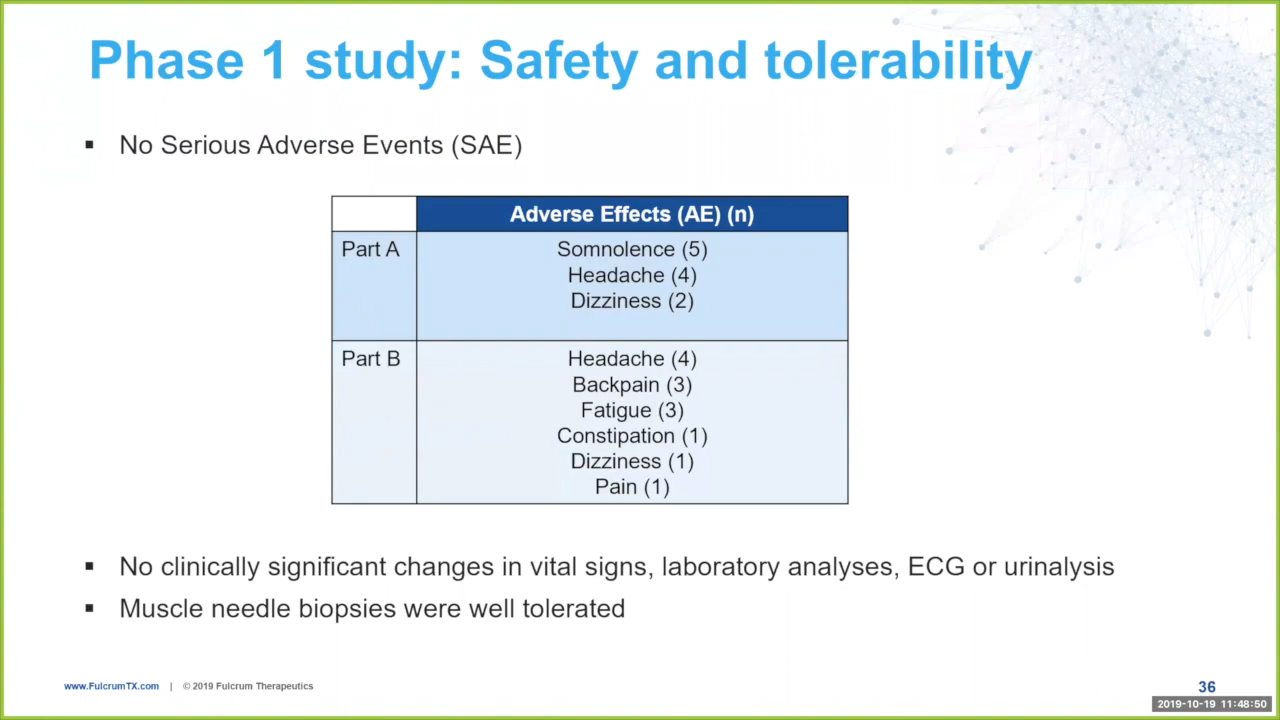 Phase 1 study: Safety and tolerability
▪ No Serious Adverse Events (SAE)
Adverse Effects (AE) (n)
Part A
Somnolence (5)
Headache (4)
Dizziness (2)
Part B
Headache (4)
Backpain (3)
Fatigue (3)
Constipation (1)
Dizziness (1)
Pain (1)
▪ No clinically significant changes in vital signs, laboratory analyses, ECG or urinalysis
▪ Muscle needle biopsies were well tolerated
www.FulcrumTX.com | © 2019 Fulcrum Therapeutics
36
2019-10-19 11:48:50